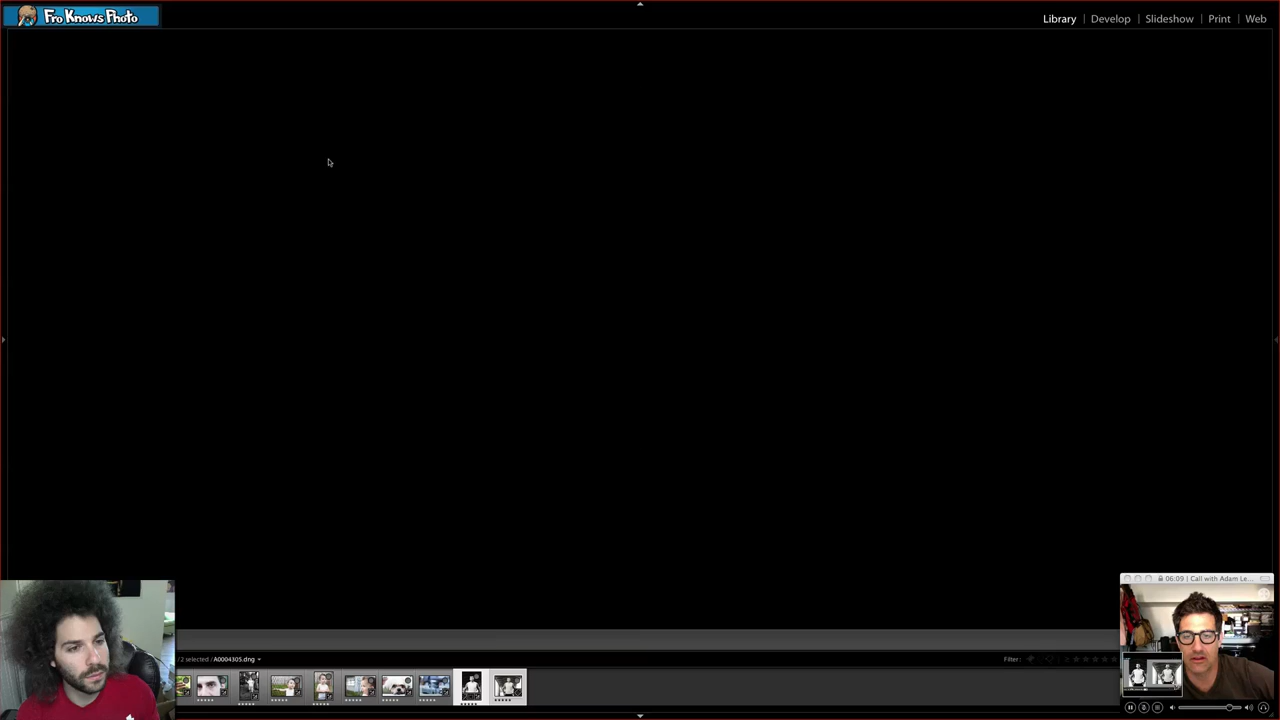 Fro Knows Photo
Library | Develop | Slideshow | Print | Web
06:09 | Call with Adam Le...
/ 2 selected / A0004305.dng
Filter: